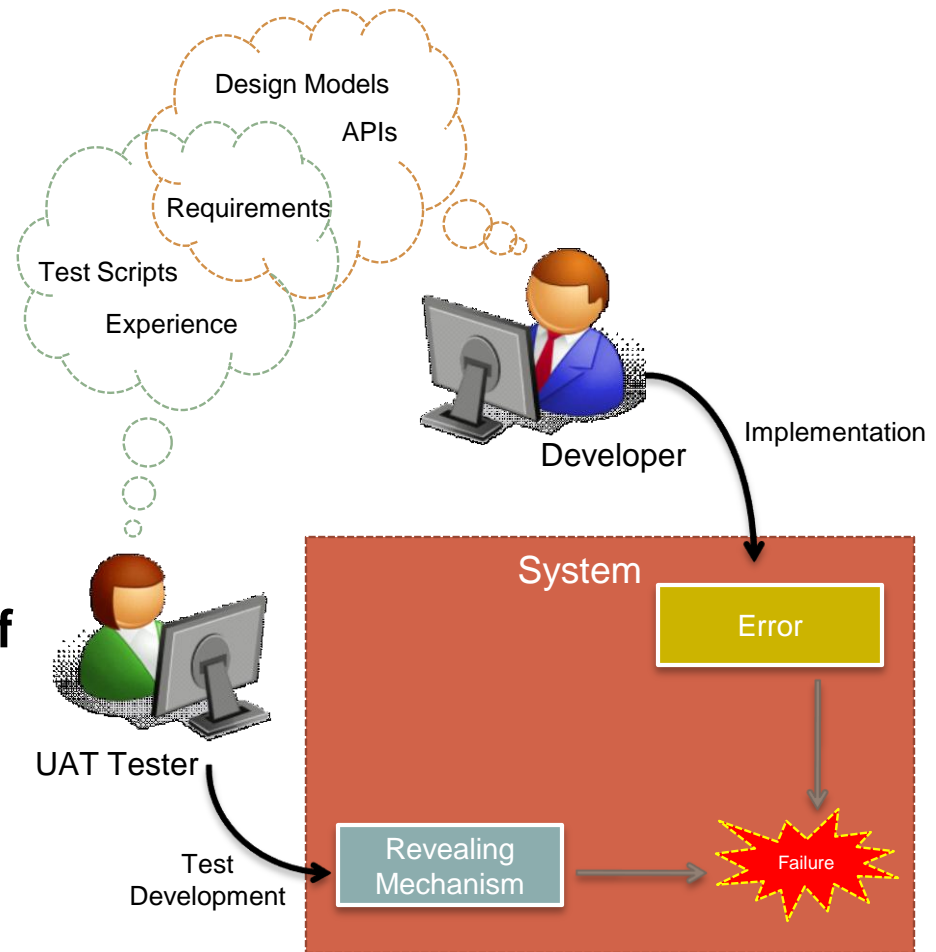 Design Models
APIs
Requirements
Test Scripts
Experience
Developer
Implementation
System
Error
f
UAT Tester
Revealing
Mechanism
Failure
Test
Development